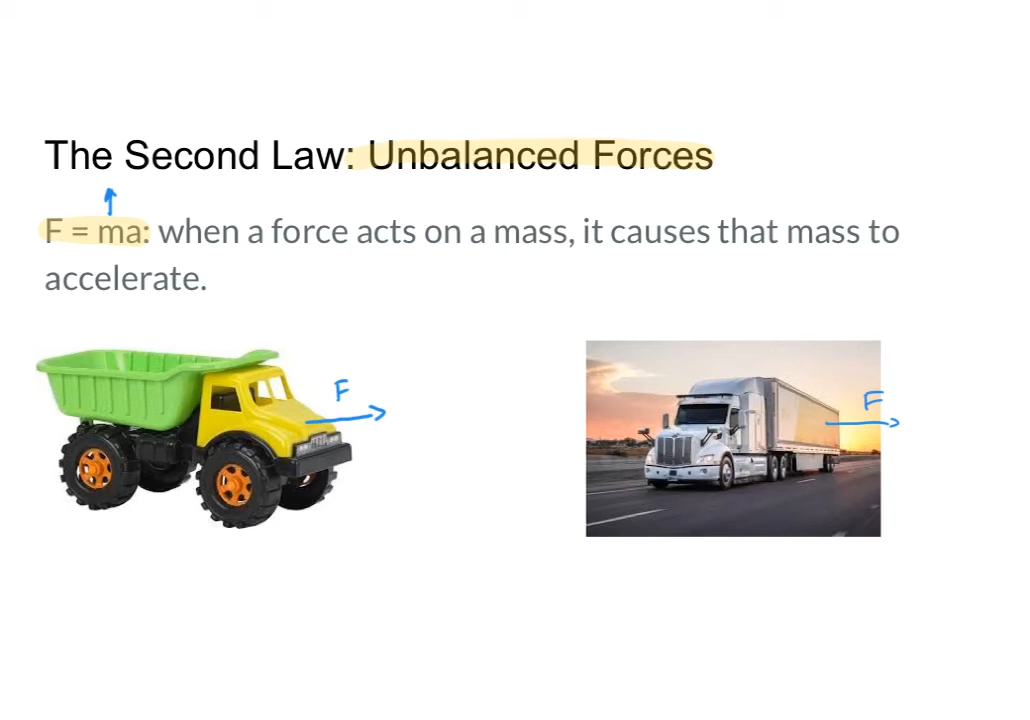 The Second Law: Unbalanced Forces
F = ma: when a force acts on a mass, it causes that mass to
accelerate.
F
F